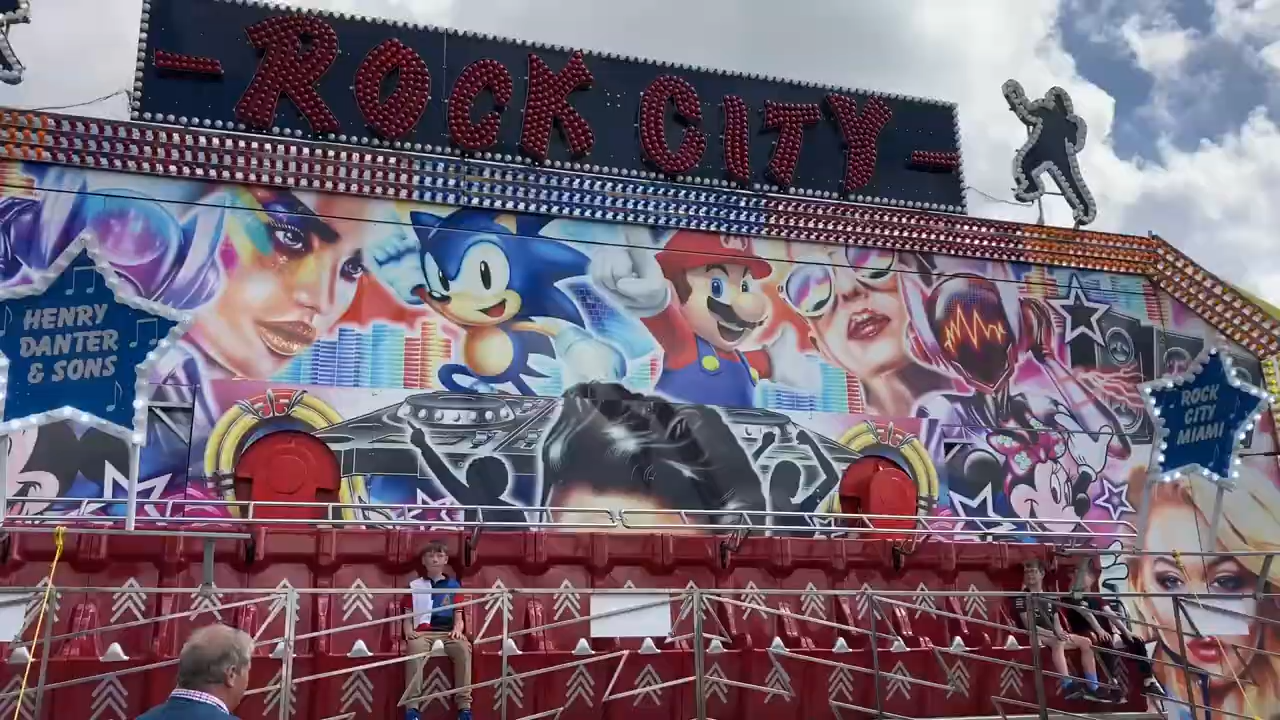 - ROCK CITY -
HENRY
DANTER
& SONS
ROCK
CITY
MIAMI
M